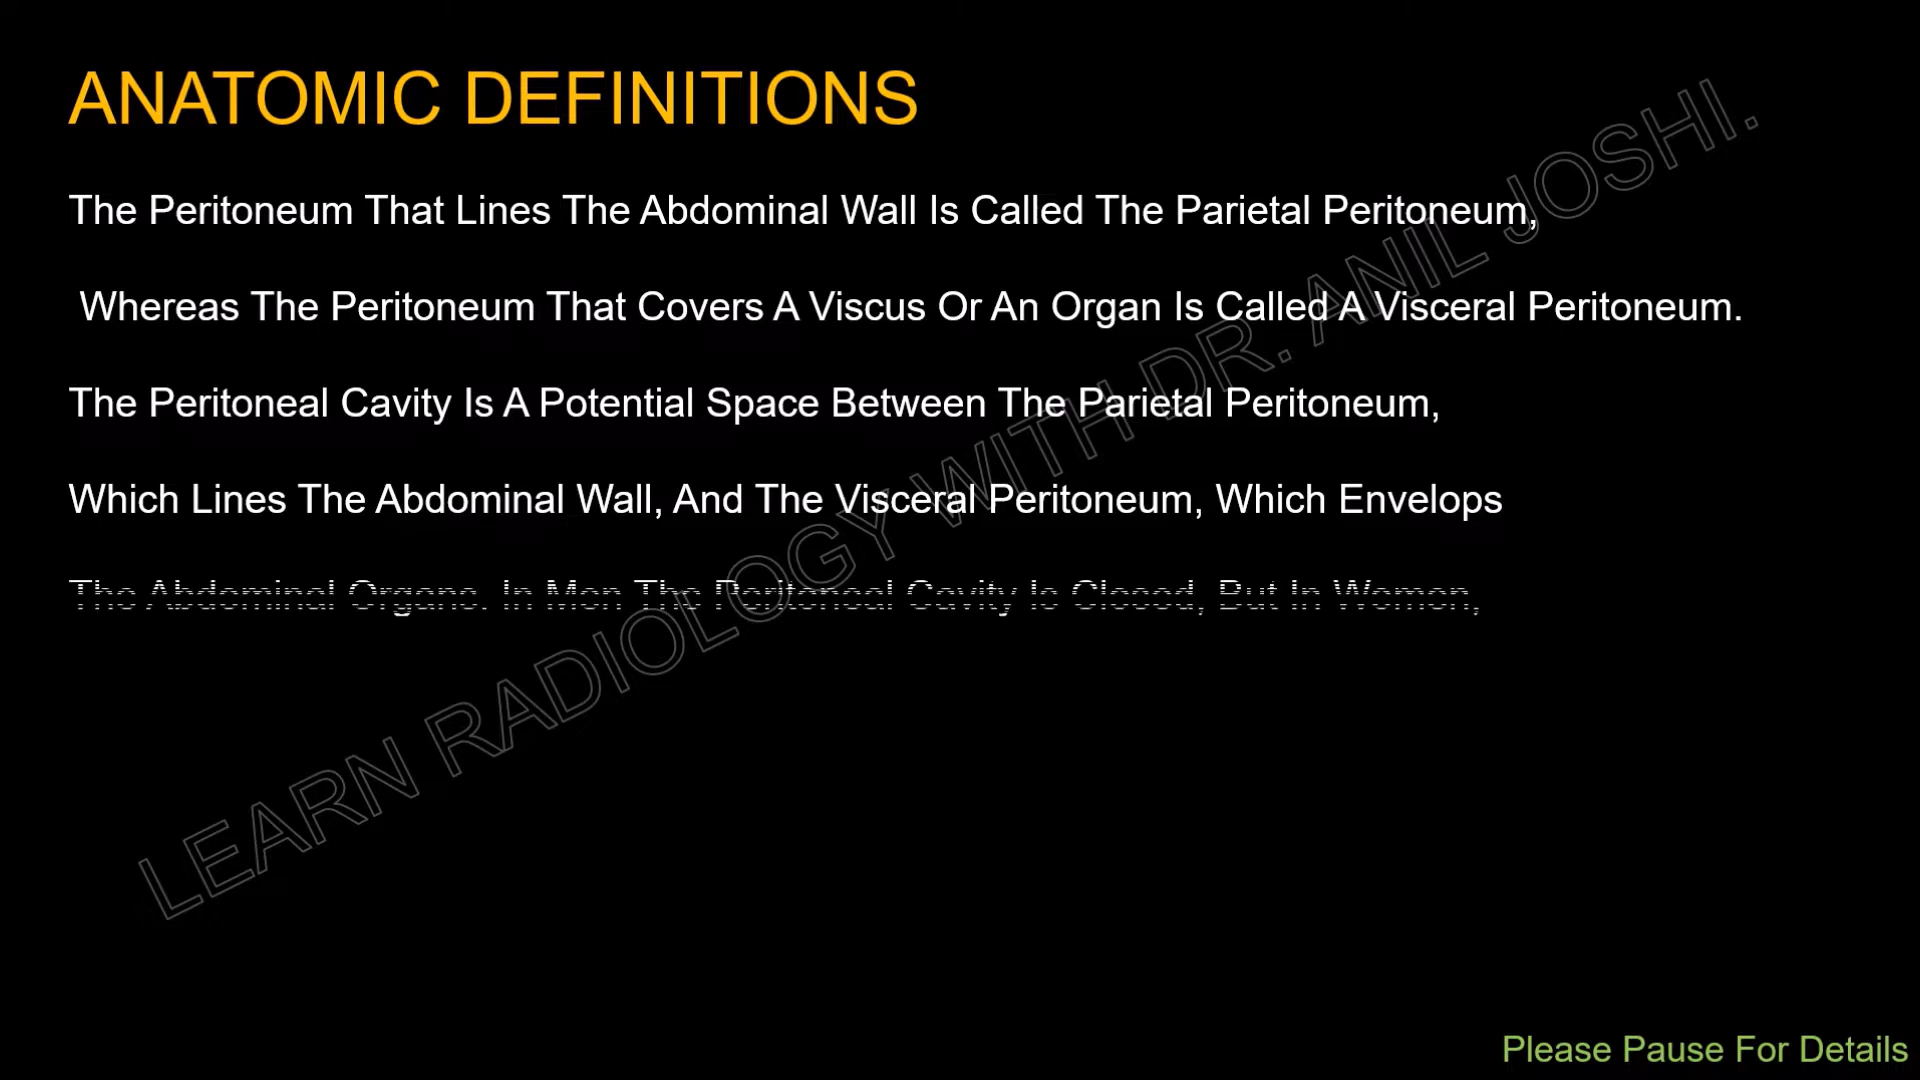 ANATOMIC DEFINITIONS
The Peritoneum That Lines The Abdominal Wall Is Called The Parietal Peritoneum,
Whereas The Peritoneum That Covers A Viscus Or An Organ Is Called A Visceral Peritoneum.
The Peritoneal Cavity Is A Potential Space Between The Parietal Peritoneum,
Which Lines The Abdominal Wall, And The Visceral Peritoneum, Which Envelops
The Abdominal Organs. In Men The Peritoneal Cavity Is Closed, But In Women,
LEARN RADIOLOGY WITH DR. ANIL JOSHI.
Please Pause For Details